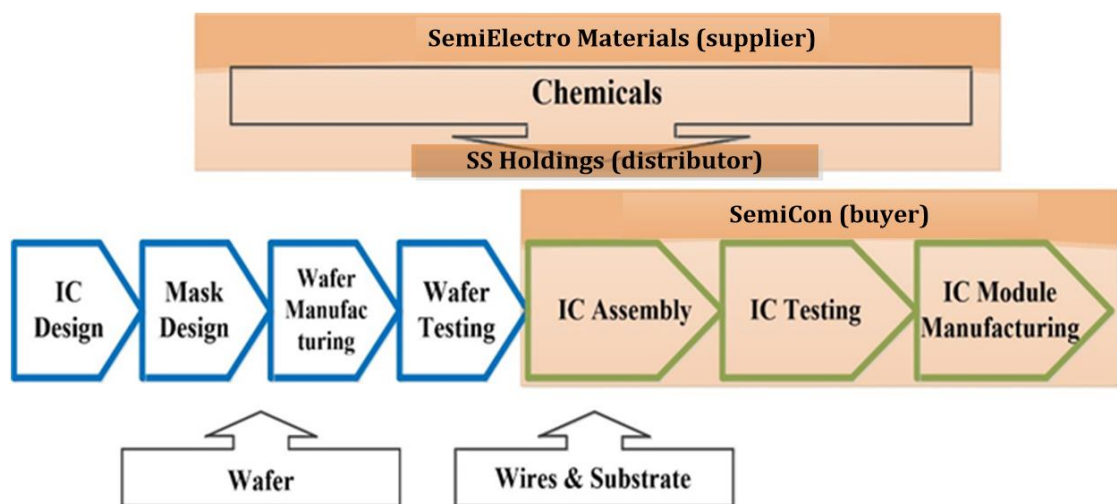 SemiElectro Materials (supplier)
Chemicals
SS Holdings (distributor)
SemiCon (buyer)
IC
Design
Mask
Design
Wafer
Manufac
turing
Wafer
Testing
IC Assembly
IC Testing
IC Module
Manufacturing
Wafer
Wires & Substrate